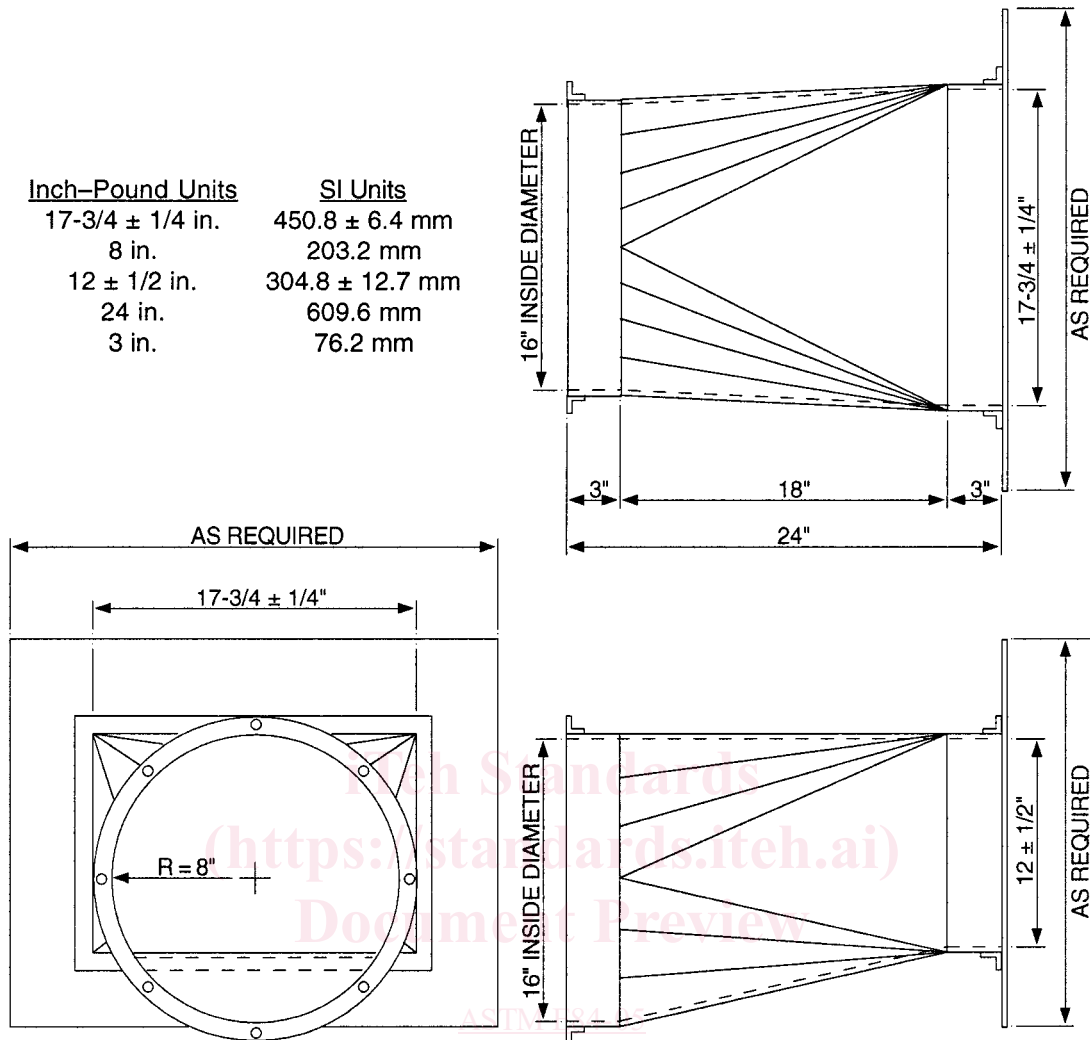 Inch–Pound Units SI Units
17-3/4 ± 1/4 in. 450.8 ± 6.4 mm
8 in. 203.2 mm
12 ± 1/2 in. 304.8 ± 12.7 mm
24 in. 609.6 mm
3 in. 76.2 mm
16" INSIDE DIAMETER
17-3/4 ± 1/4"
AS REQUIRED
3" 18" 3"
24"
AS REQUIRED
17-3/4 ± 1/4"
R = 8"
16" INSIDE DIAMETER
12 ± 1/2"
AS REQUIRED
iTeh Standards
(https://standards.iteh.ai)
Document Preview